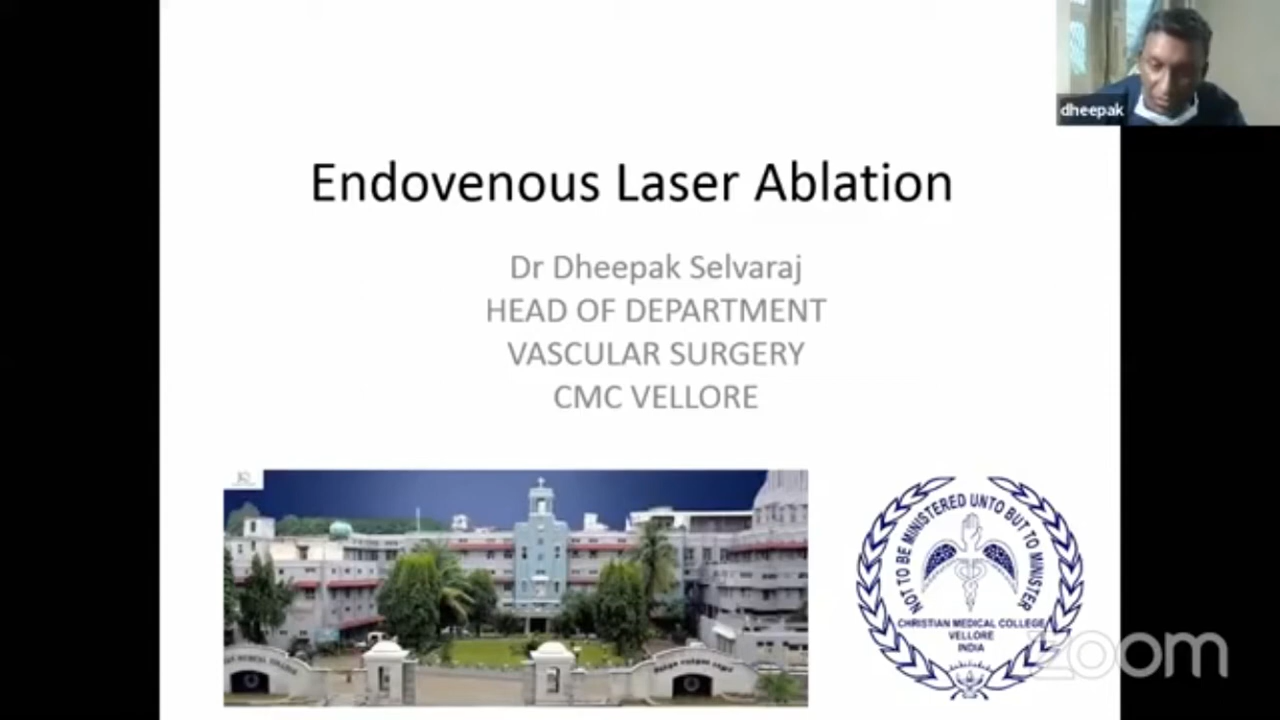 dheepak
Endovenous Laser Ablation
Dr Dheepak Selvaraj
HEAD OF DEPARTMENT
VASCULAR SURGERY
CMC VELLORE
NOT TO BE MINISTERED UNTO BUT TO MINISTER
CHRISTIAN MEDICAL COLLEGE
VELLORE
INDIA
zoom